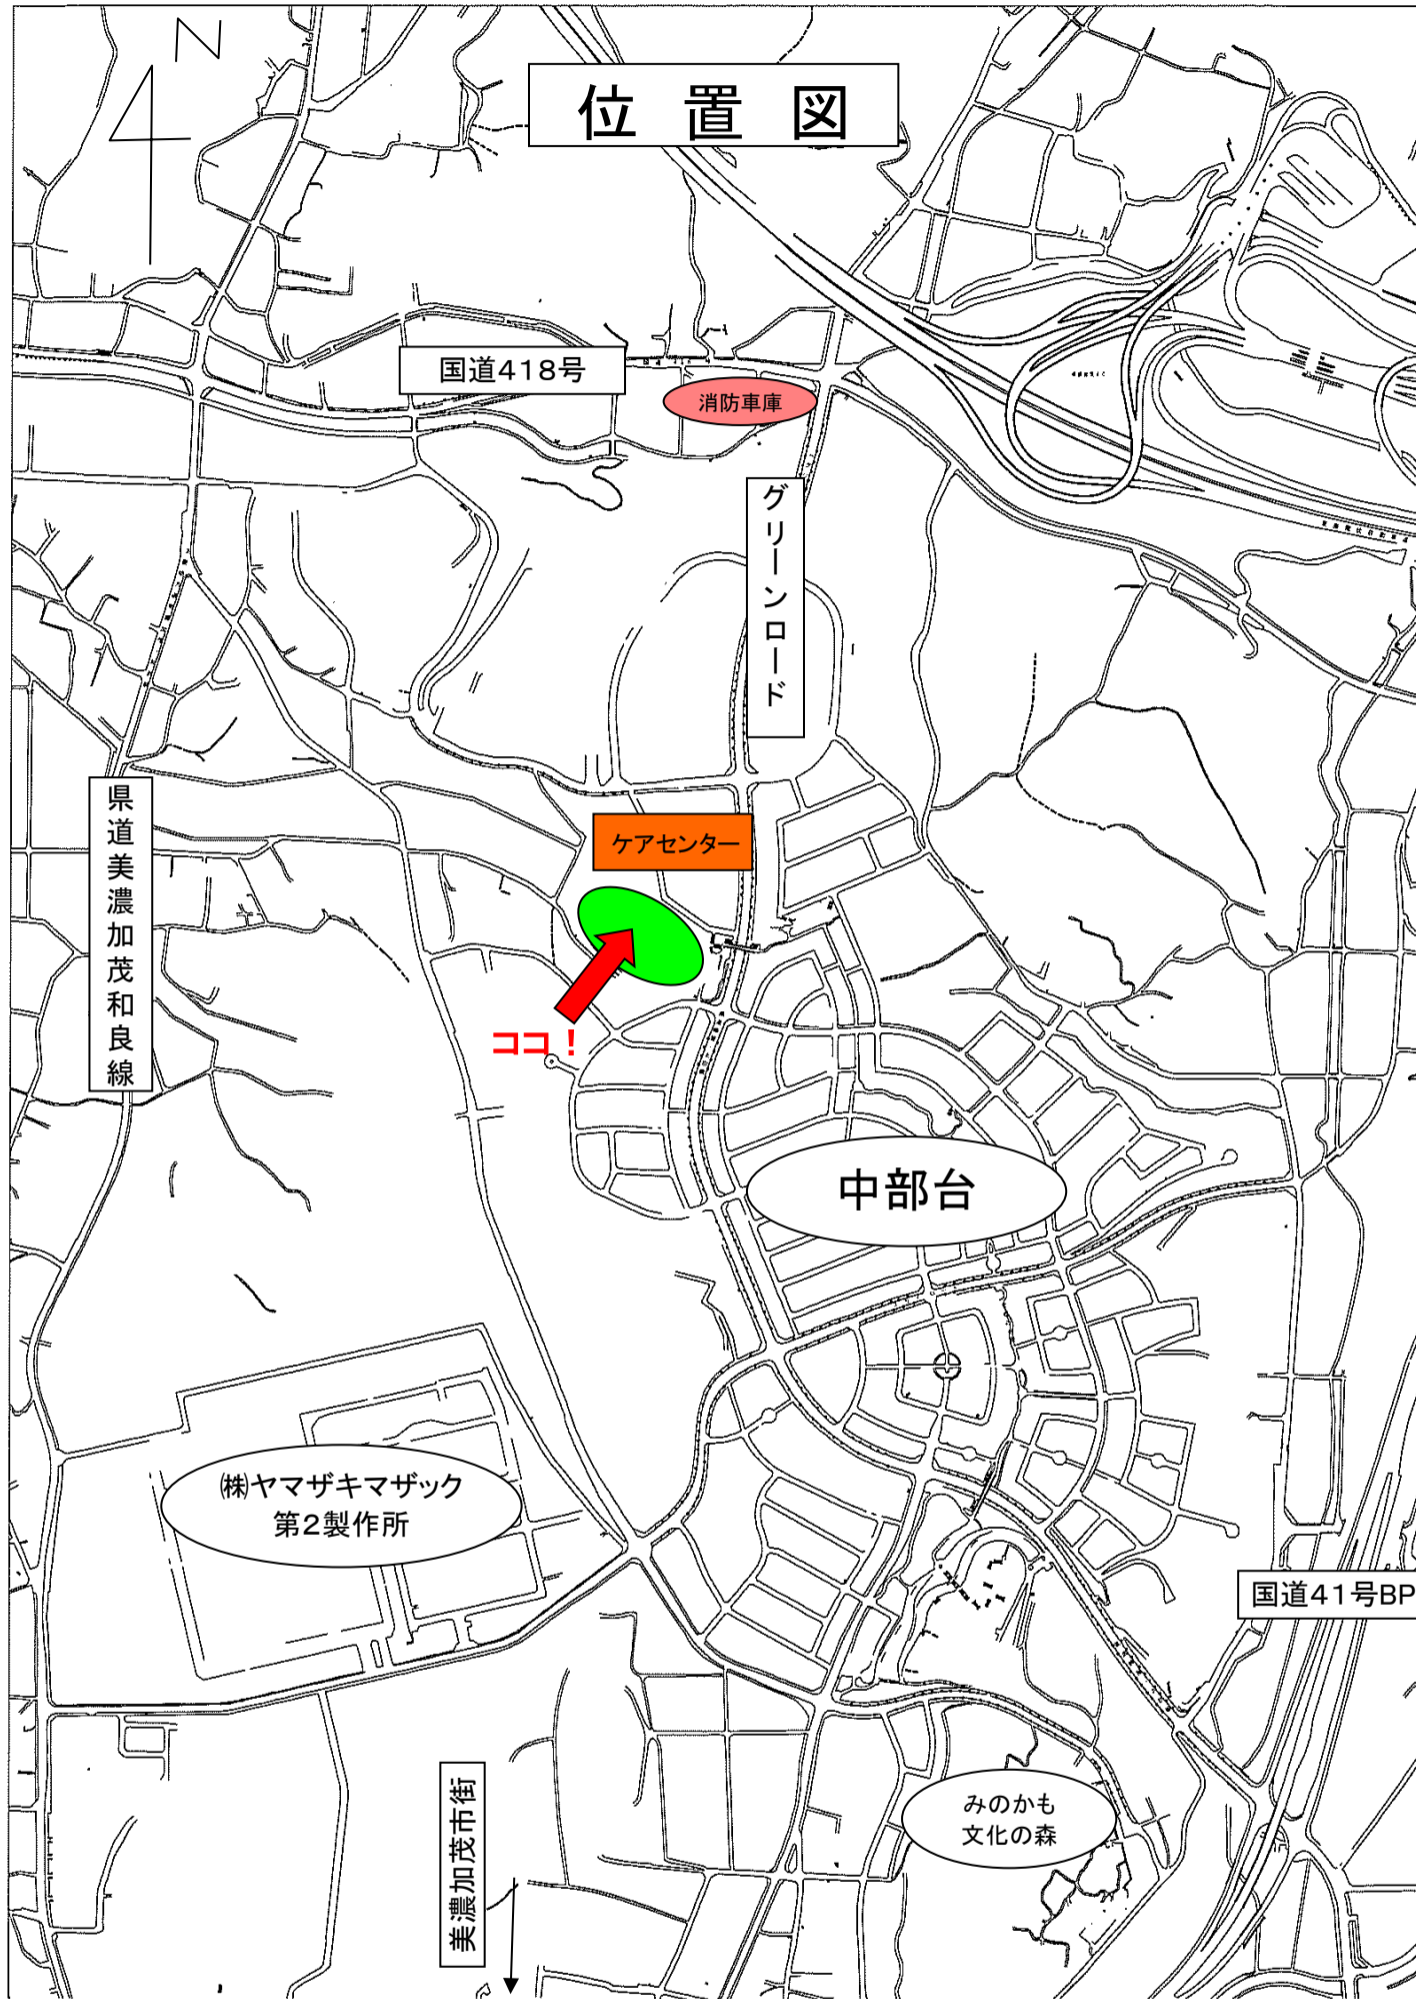 N
位置図
国道418号
消防車庫
グリーンロード
県道美濃加茂和良線
ケアセンター
ココ！
中部台
㈱ヤマザキマザック
第2製作所
国道41号BP
みのかも
文化の森
美濃加茂市街